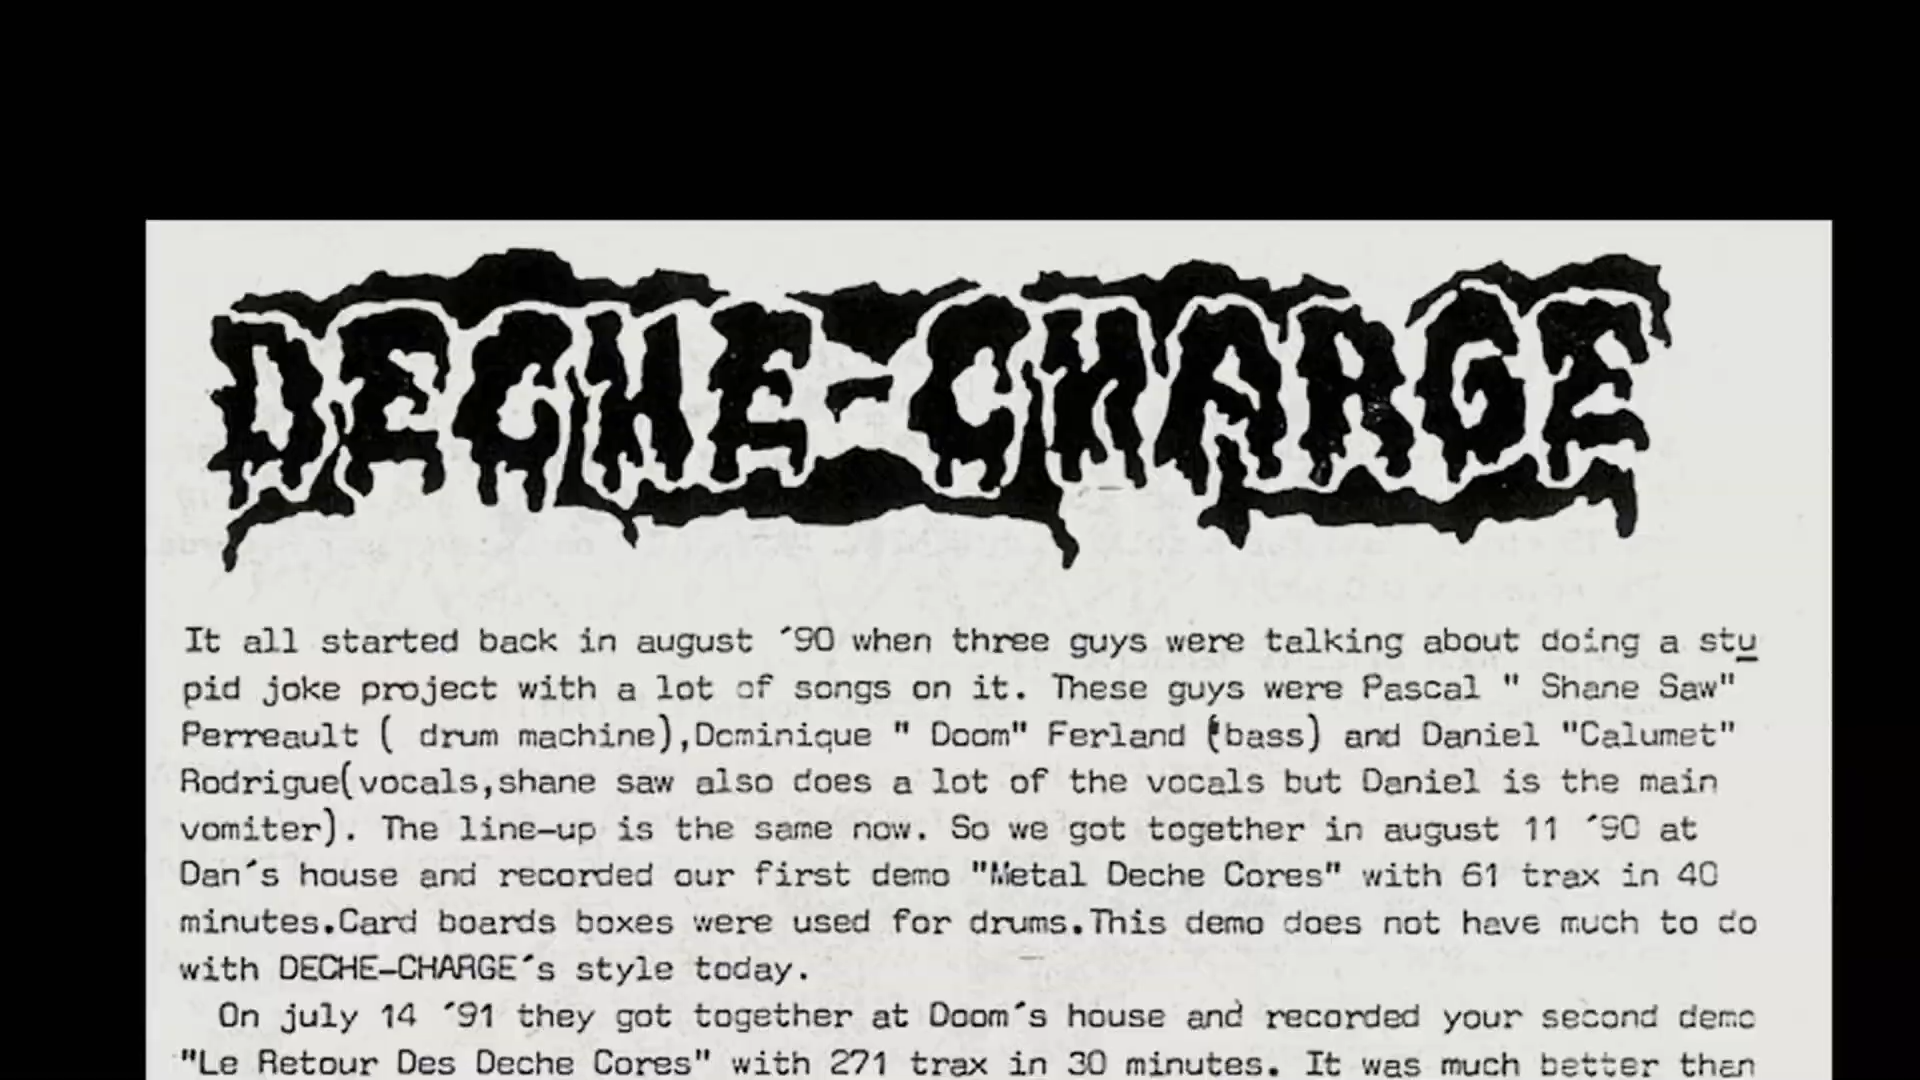 DECHE-CHARGE
It all started back in august ´90 when three guys were talking about doing a stu
pid joke project with a lot of songs on it. These guys were Pascal " Shane Saw"
Perreault ( drum machine),Dominique " Doom" Ferland (bass) and Daniel "Calumet"
Rodrigue(vocals,shane saw also does a lot of the vocals but Daniel is the main
vomiter). The line-up is the same now. So we got together in august 11 ´90 at
Dan´s house and recorded our first demo "Metal Deche Cores" with 61 trax in 40
minutes.Card boards boxes were used for drums.This demo does not have much to do
with DECHE-CHARGE´s style today.
On july 14 ´91 they got together at Doom´s house and recorded your second demo
"Le Retour Des Deche Cores" with 271 trax in 30 minutes. It was much better than